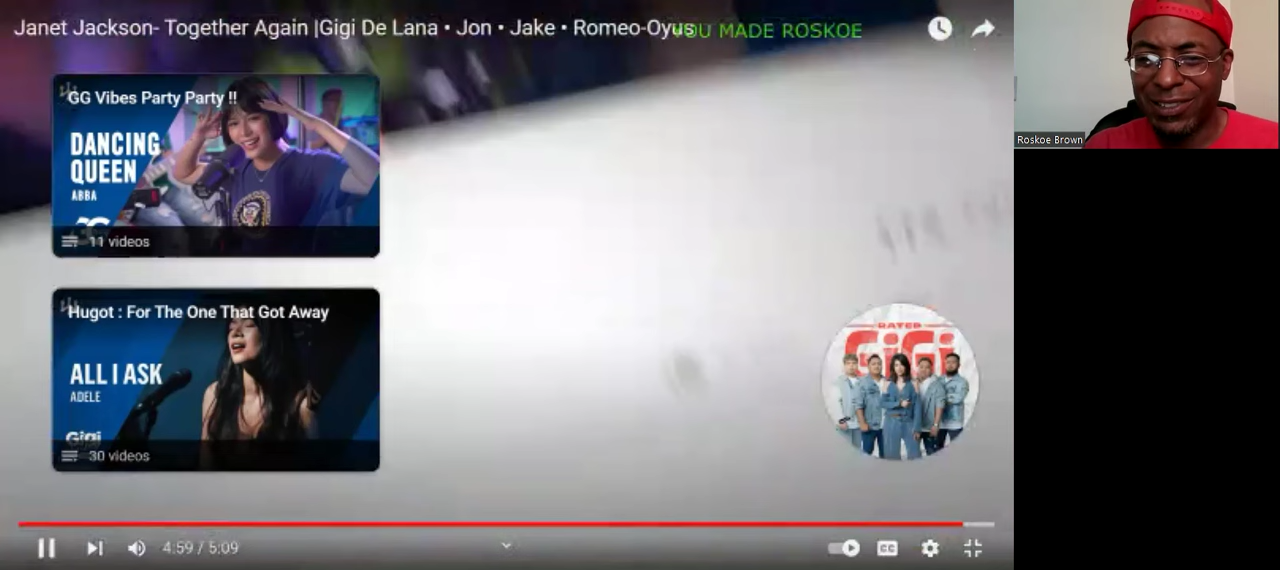 Janet Jackson- Together Again |Gigi De Lana • Jon • Jake • Romeo-Oyus
YOU MADE ROSKOE
GG Vibes Party Party !!
DANCING
QUEEN
ABBA
11 videos
Hugot : For The One That Got Away
ALL I ASK
ADELE
Gigi
30 videos
RATED
GiGi
4:59 / 5:09
CC
Roskoe Brown